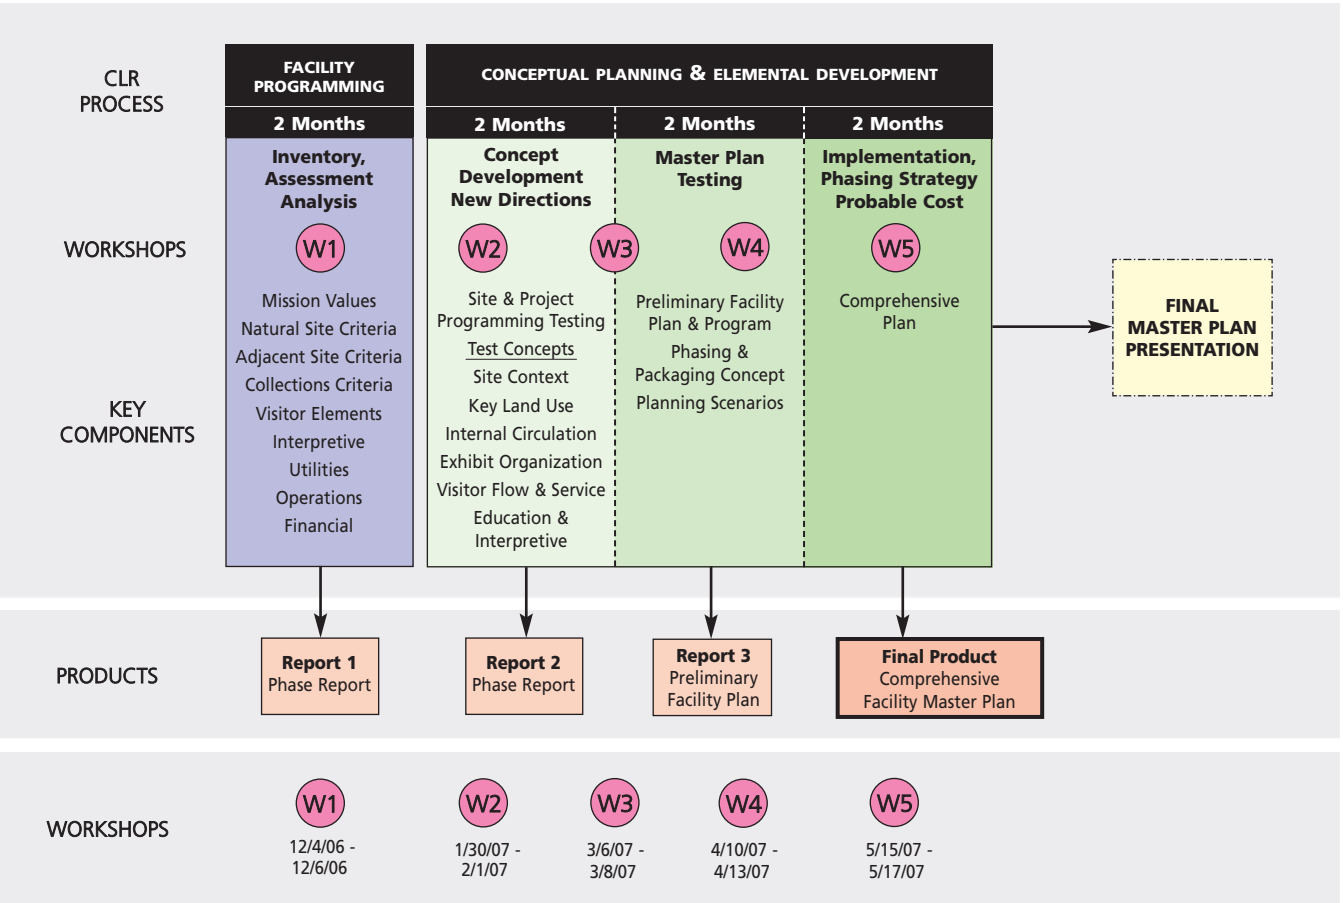 CLR
PROCESS
FACILITY
PROGRAMMING
CONCEPTUAL PLANNING & ELEMENTAL DEVELOPMENT
2 Months
2 Months
2 Months
2 Months
Inventory,
Assessment
Analysis
Concept
Development
New Directions
Master Plan
Testing
Implementation,
Phasing Strategy
Probable Cost
WORKSHOPS
W1
W2
W3
W4
W5
KEY
COMPONENTS
Mission Values
Natural Site Criteria
Adjacent Site Criteria
Collections Criteria
Visitor Elements
Interpretive
Utilities
Operations
Financial
Site & Project
Programming Testing
Test Concepts
Site Context
Key Land Use
Internal Circulation
Exhibit Organization
Visitor Flow & Service
Education &
Interpretive
Preliminary Facility
Plan & Program
Phasing &
Packaging Concept
Planning Scenarios
Comprehensive
Plan
FINAL
MASTER PLAN
PRESENTATION
PRODUCTS
Report 1
Phase Report
Report 2
Phase Report
Report 3
Preliminary
Facility Plan
Final Product
Comprehensive
Facility Master Plan
WORKSHOPS
W1
12/4/06 -
12/6/06
W2
1/30/07 -
2/1/07
W3
3/6/07 -
3/8/07
W4
4/10/07 -
4/13/07
W5
5/15/07 -
5/17/07